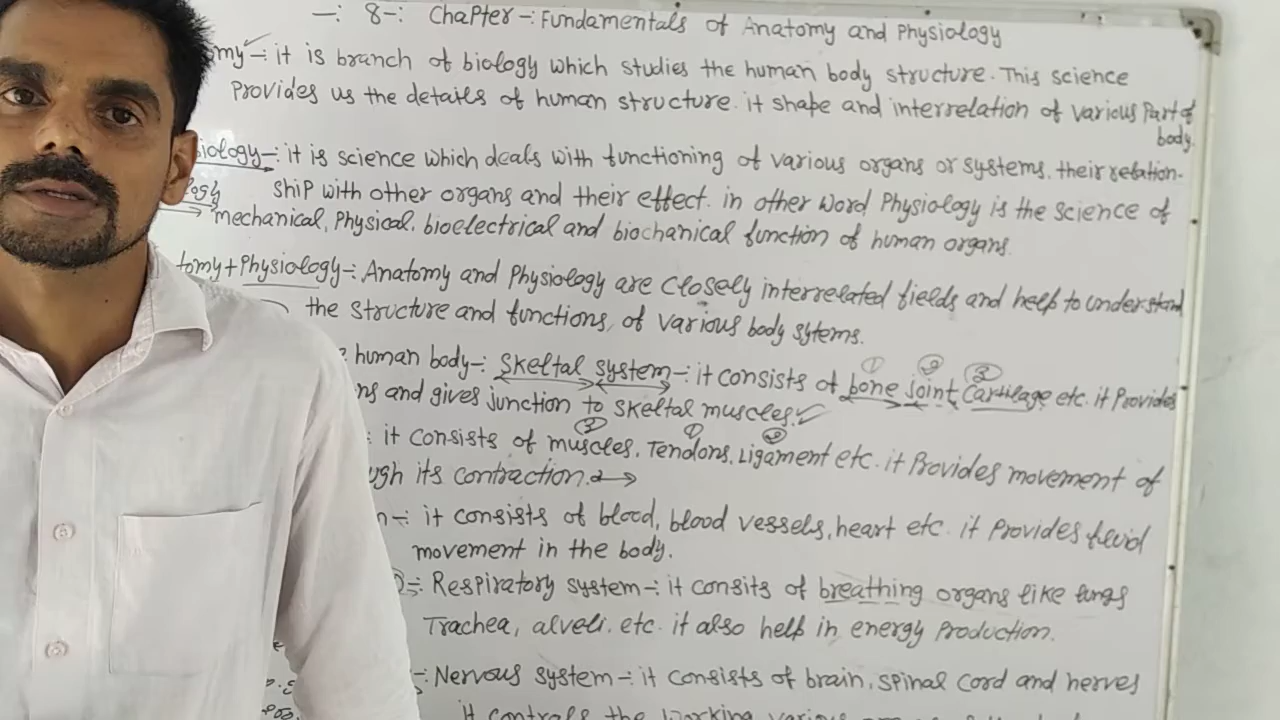 —: 8-: Chapter -: Fundamentals of Anatomy and Physiology
omy -: it is branch of biology which studies the human body structure. This science
Provides us the details of human structure. it shape and interrelation of various Part of
body.
iology -: it is science which deals with functioning of various organs or systems. their relation-
ship with other organs and their effect. in other word Physiology is the science of
mechanical, Physical, bioelectrical and biochanical function of human organs.
tomy + Physiology -: Anatomy and Physiology are closely interrelated fields and help to understand
the structure and functions, of various body sytems.
human body -: Skeltal system -: it consists of bone joint, Cartilage etc. it Provides
ns and gives junction to skeltal muscles.
: it consists of muscles, Tendons, Ligament etc. it Provides movement of
ugh its contraction.
n -: it consists of blood, blood vessels, heart etc. it Provides fluid
movement in the body.
Respiratory system -: it consits of breathing organs like lungs
Trachea, alveli. etc. it also help in energy Production.
-: Nervous system -: it consists of brain, spinal cord and nerves
it controls the working various